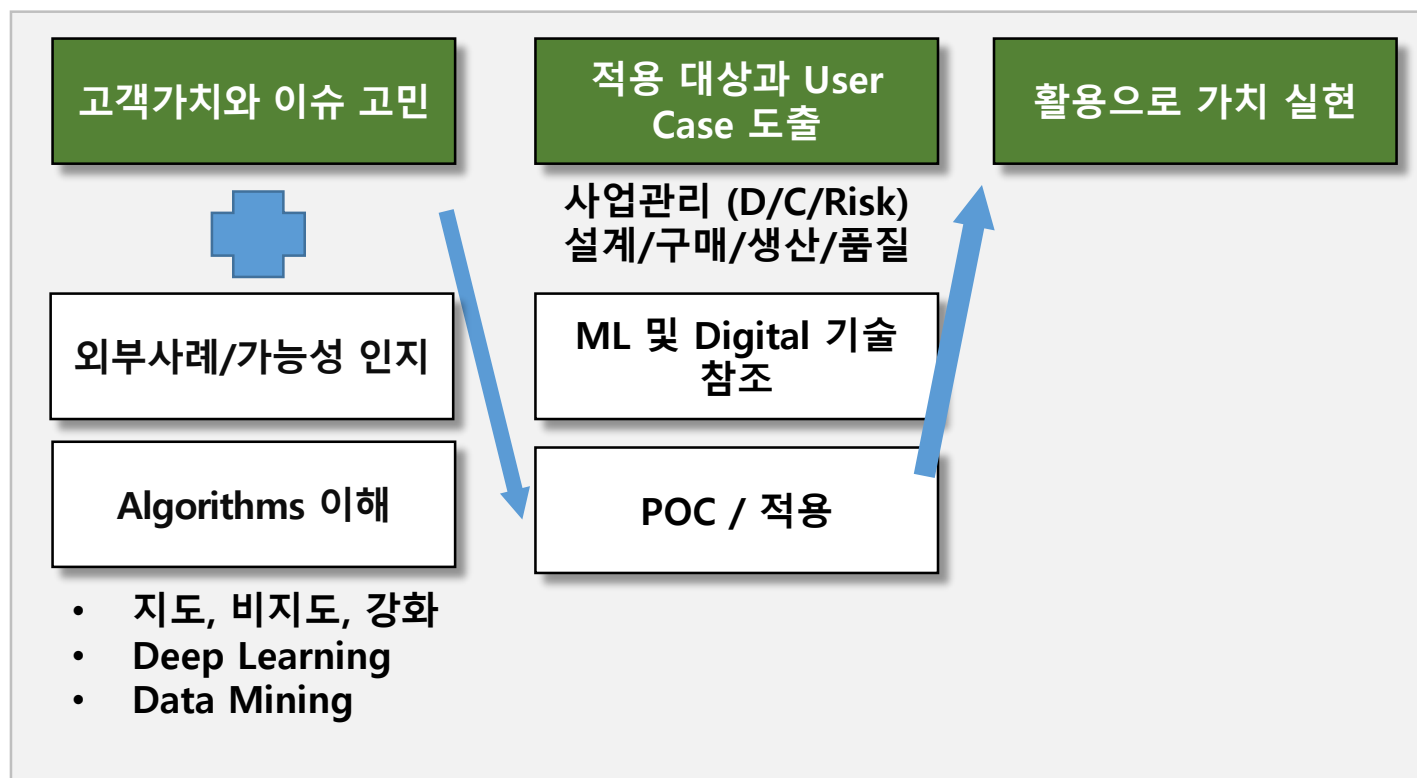 고객가치와 이슈 고민
외부사례/가능성 인지
Algorithms 이해
• 지도, 비지도, 강화
• Deep Learning
• Data Mining
적용 대상과 User
Case 도출
사업관리 (D/C/Risk)
설계/구매/생산/품질
ML 및 Digital 기술
참조
POC / 적용
활용으로 가치 실현